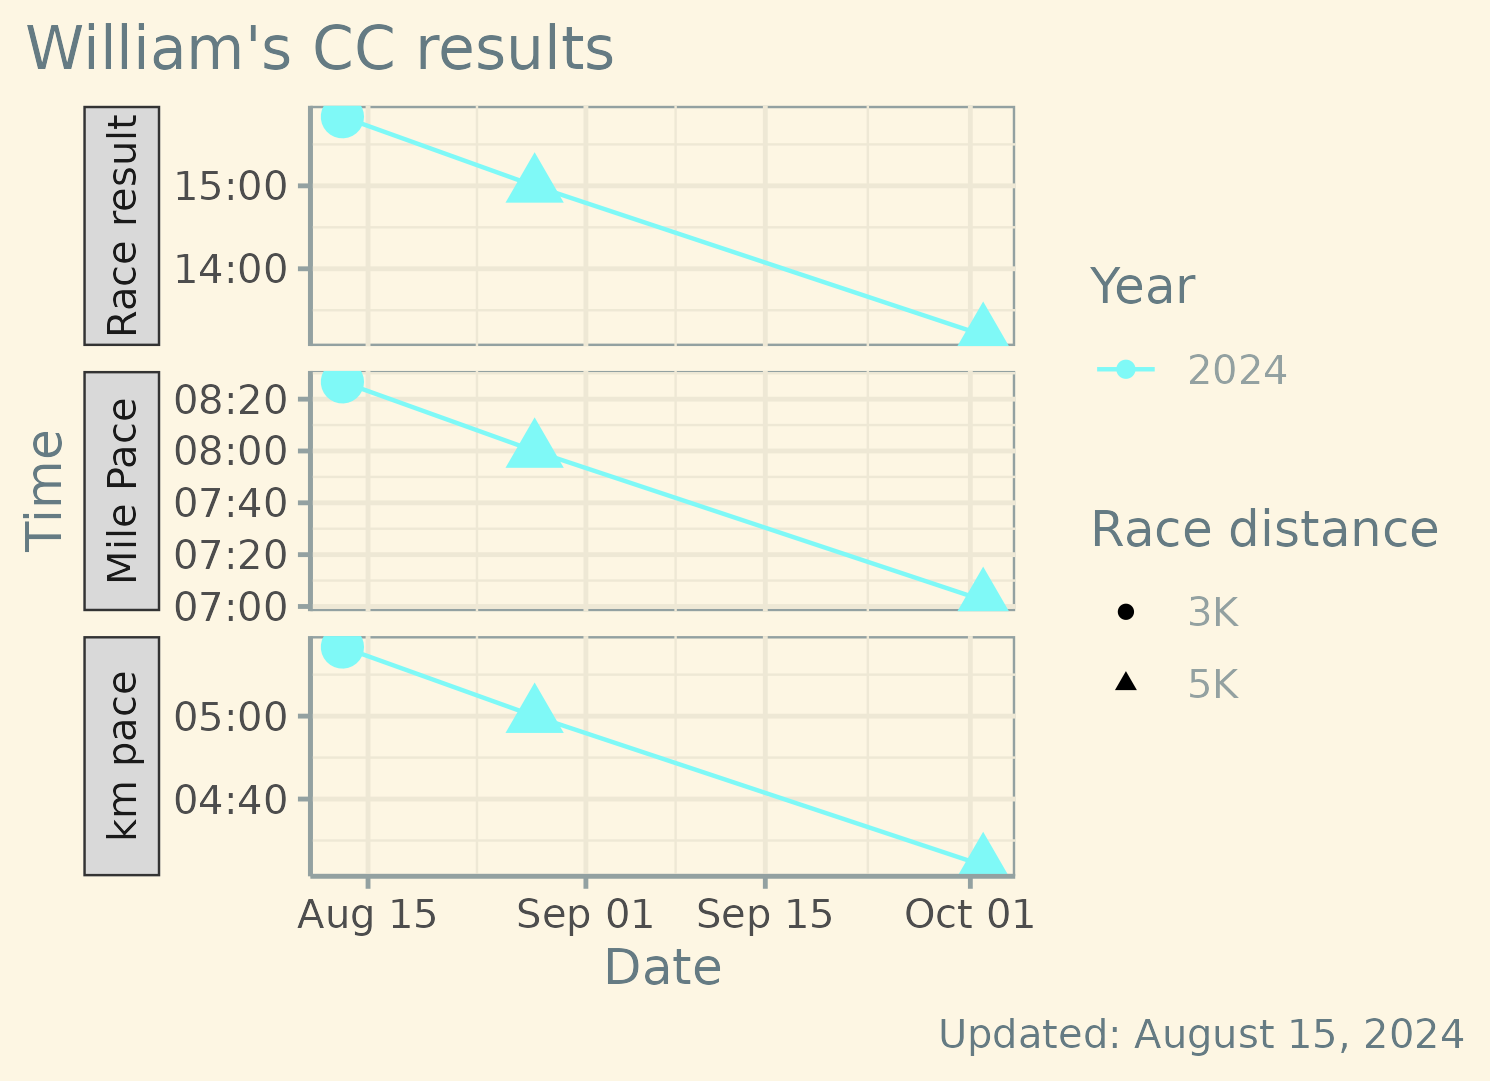 William's CC results
Race result
15:00
14:00
Mile Pace
08:20
08:00
07:40
07:20
07:00
km pace
05:00
04:40
Time
Aug 15 Sep 01 Sep 15 Oct 01
Date
Year
2024
Race distance
3K
5K
Updated: August 15, 2024